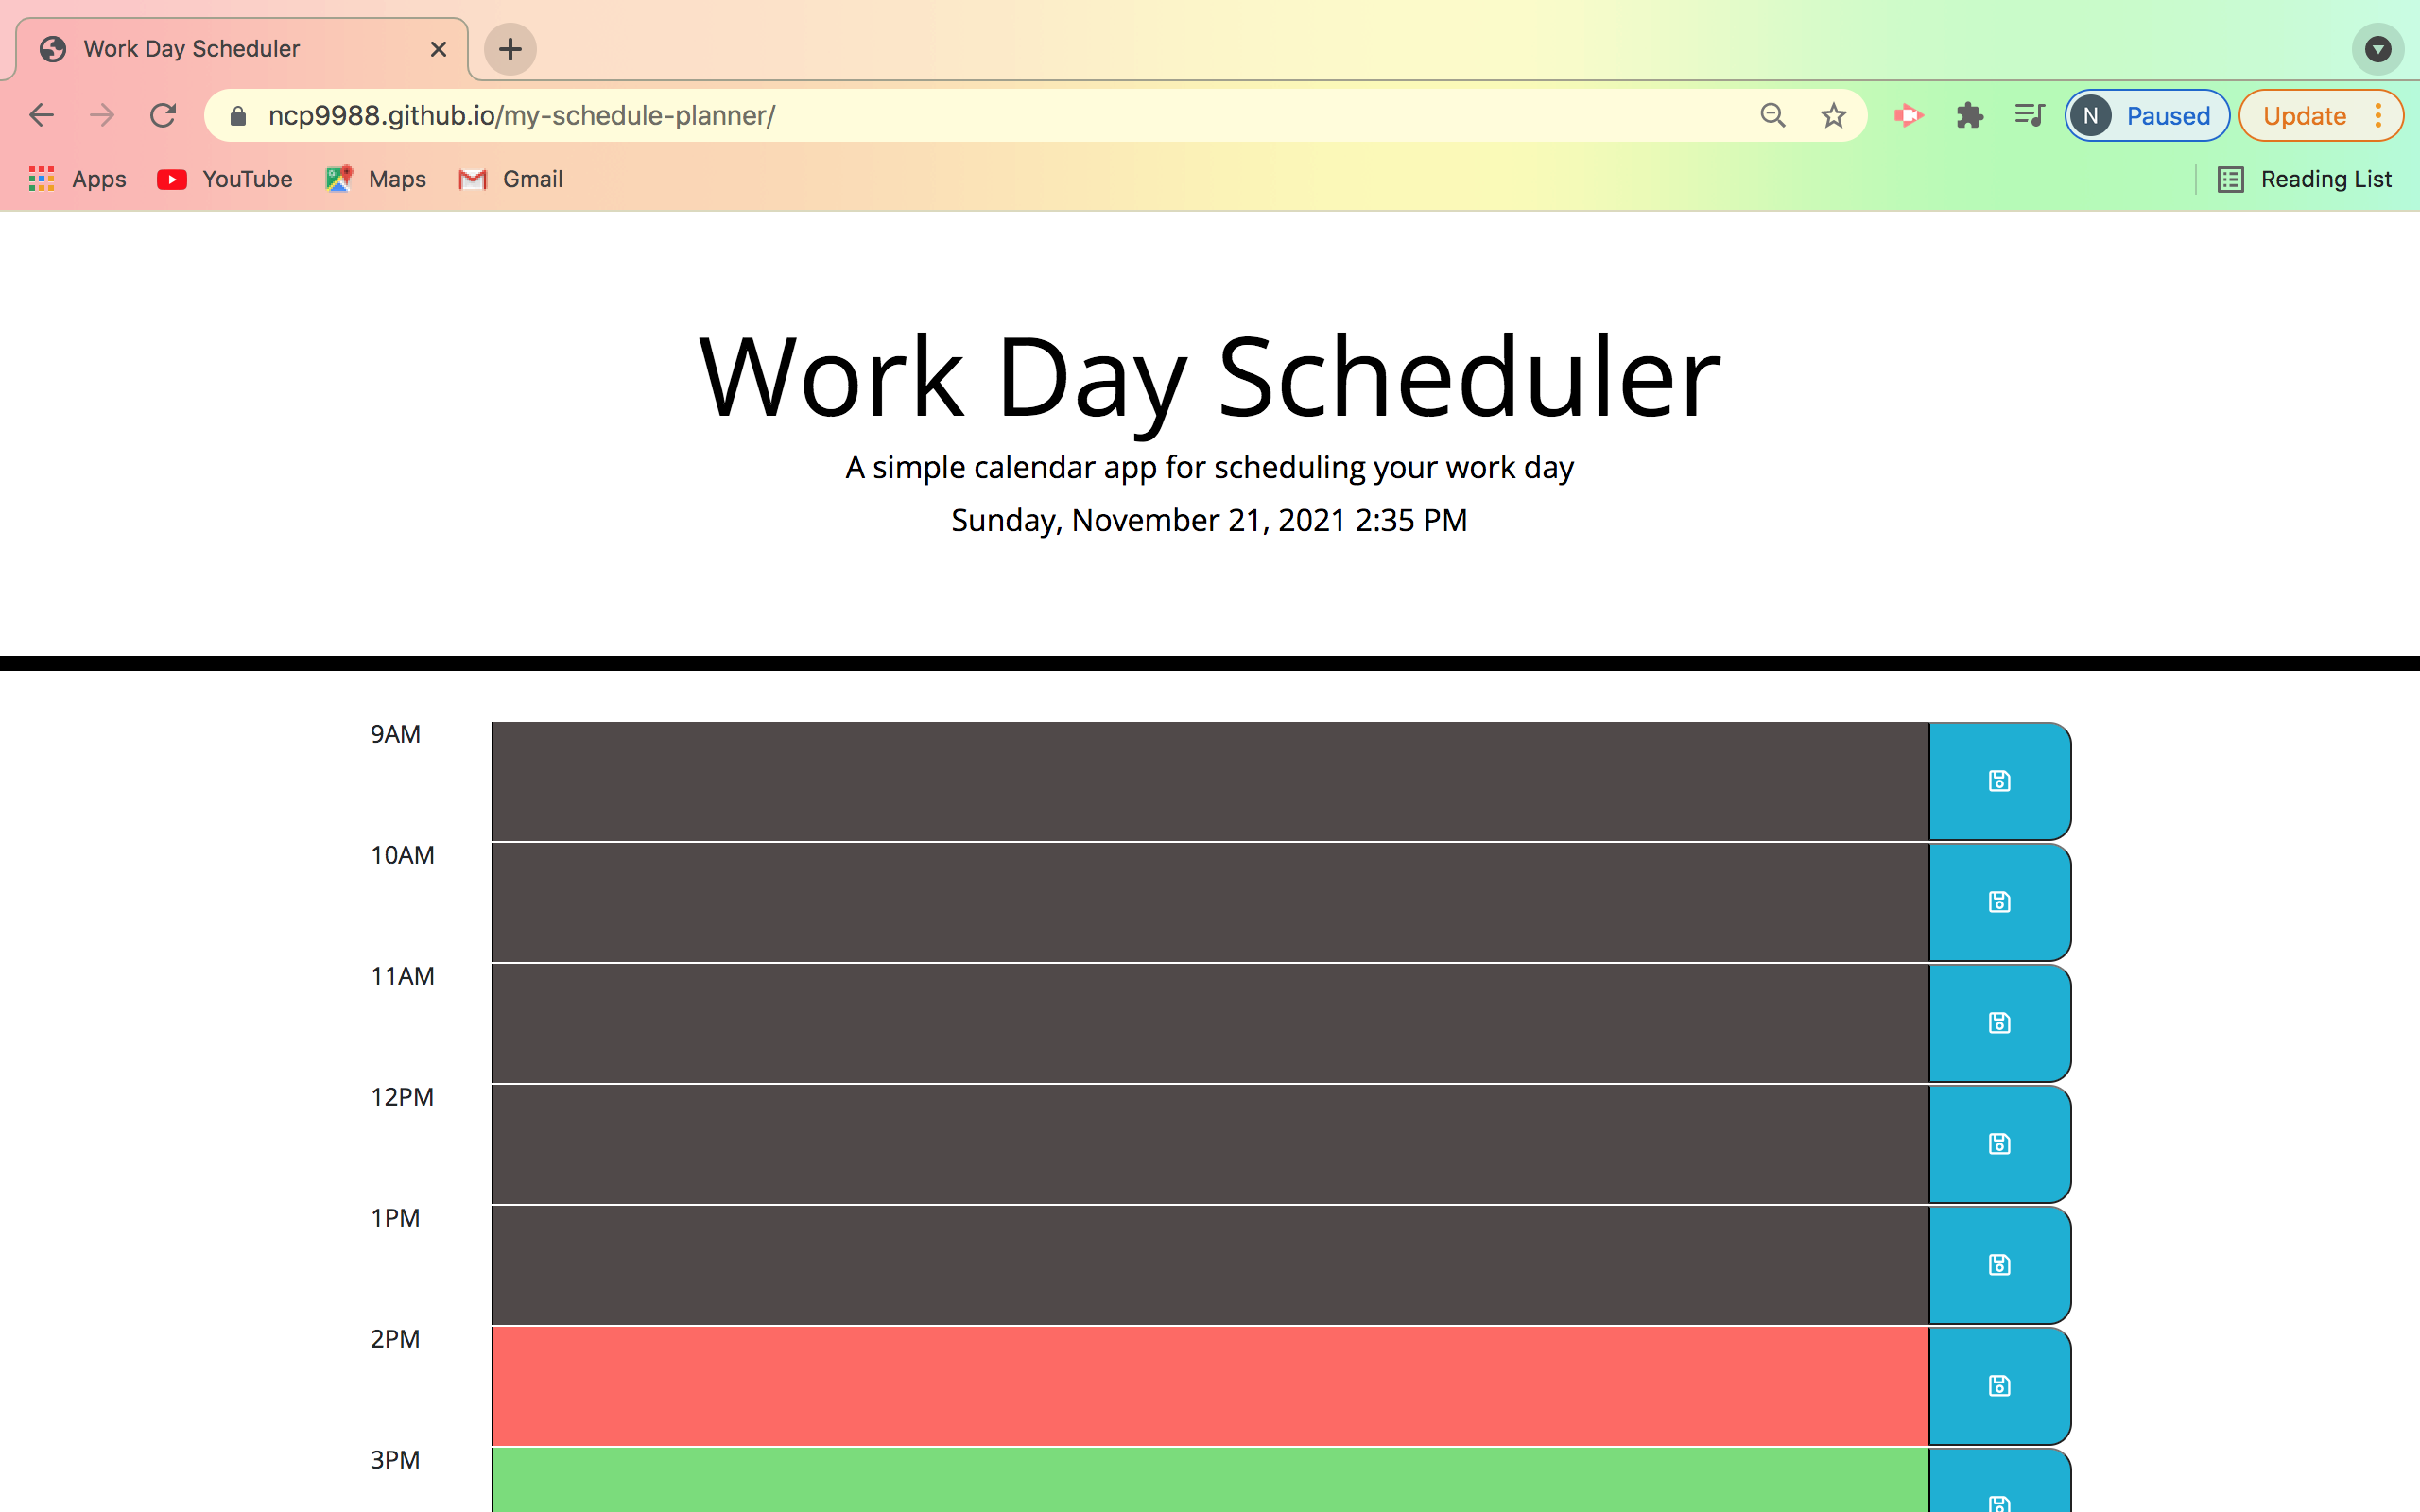 Work Day Scheduler
ncp9988.github.io/my-schedule-planner/
N Paused Update
Apps YouTube Maps Gmail Reading List
Work Day Scheduler
A simple calendar app for scheduling your work day
Sunday, November 21, 2021 2:35 PM
9AM
10AM
11AM
12PM
1PM
2PM
3PM